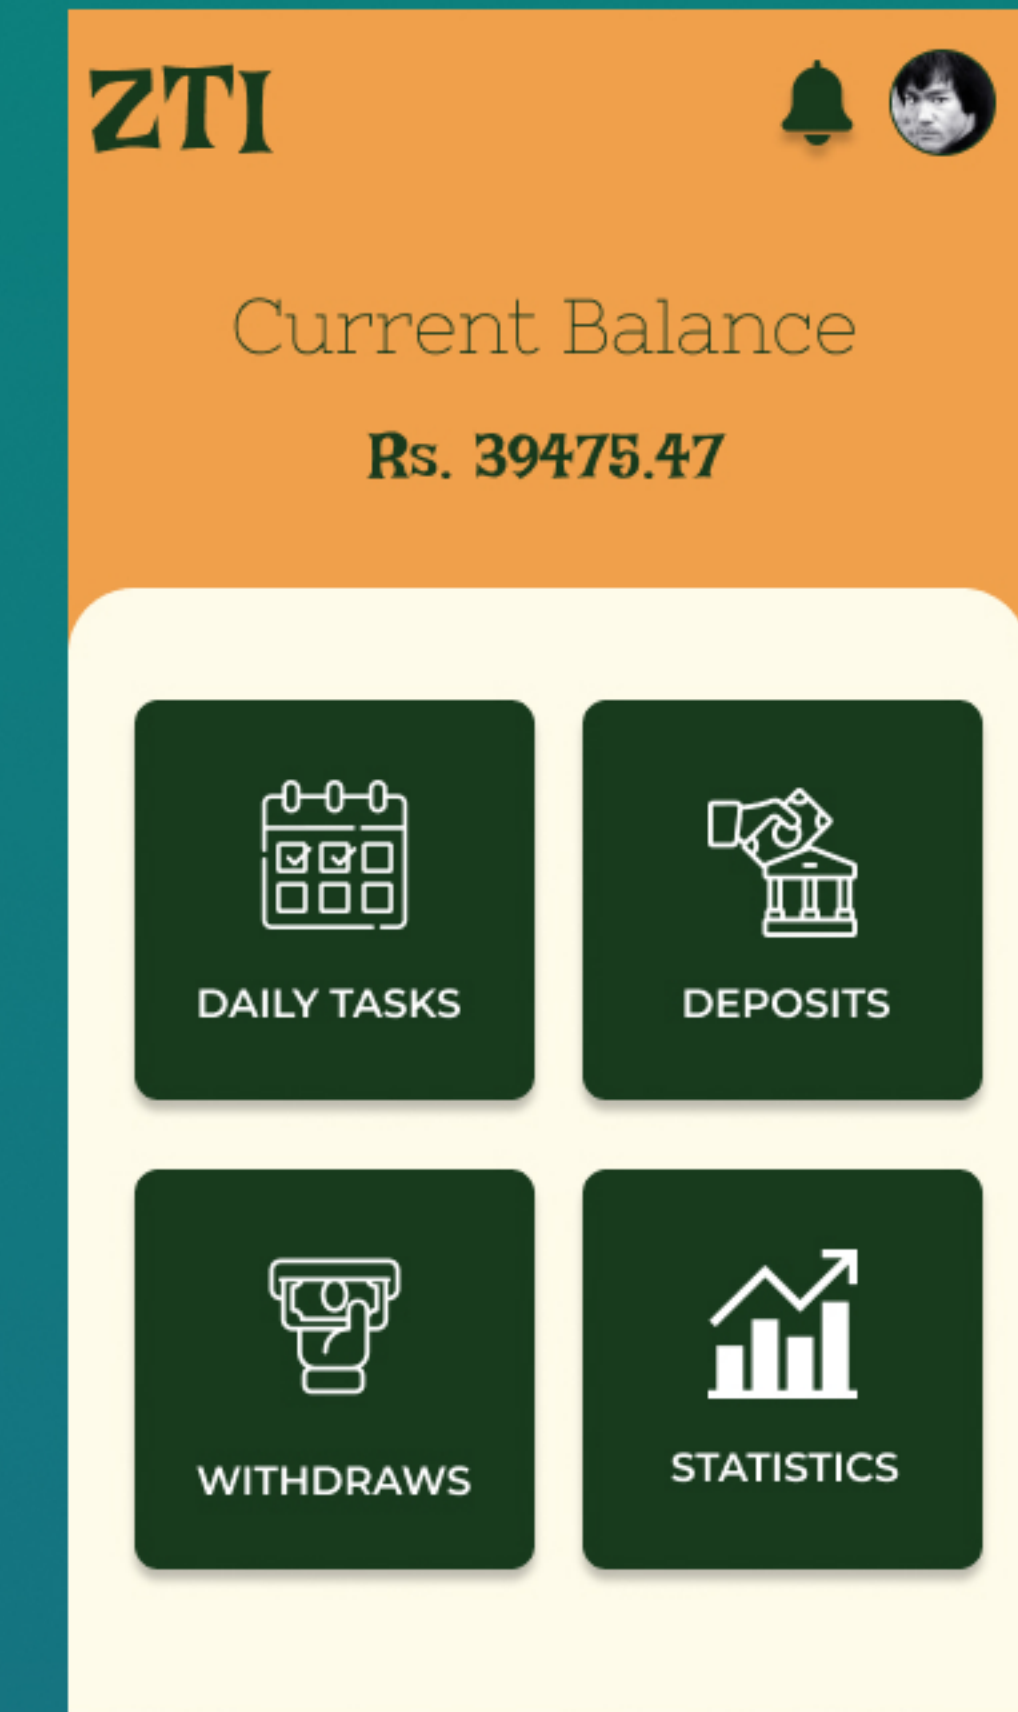 ZTI
Current Balance
Rs. 39475.47
DAILY TASKS
DEPOSITS
WITHDRAWS
STATISTICS